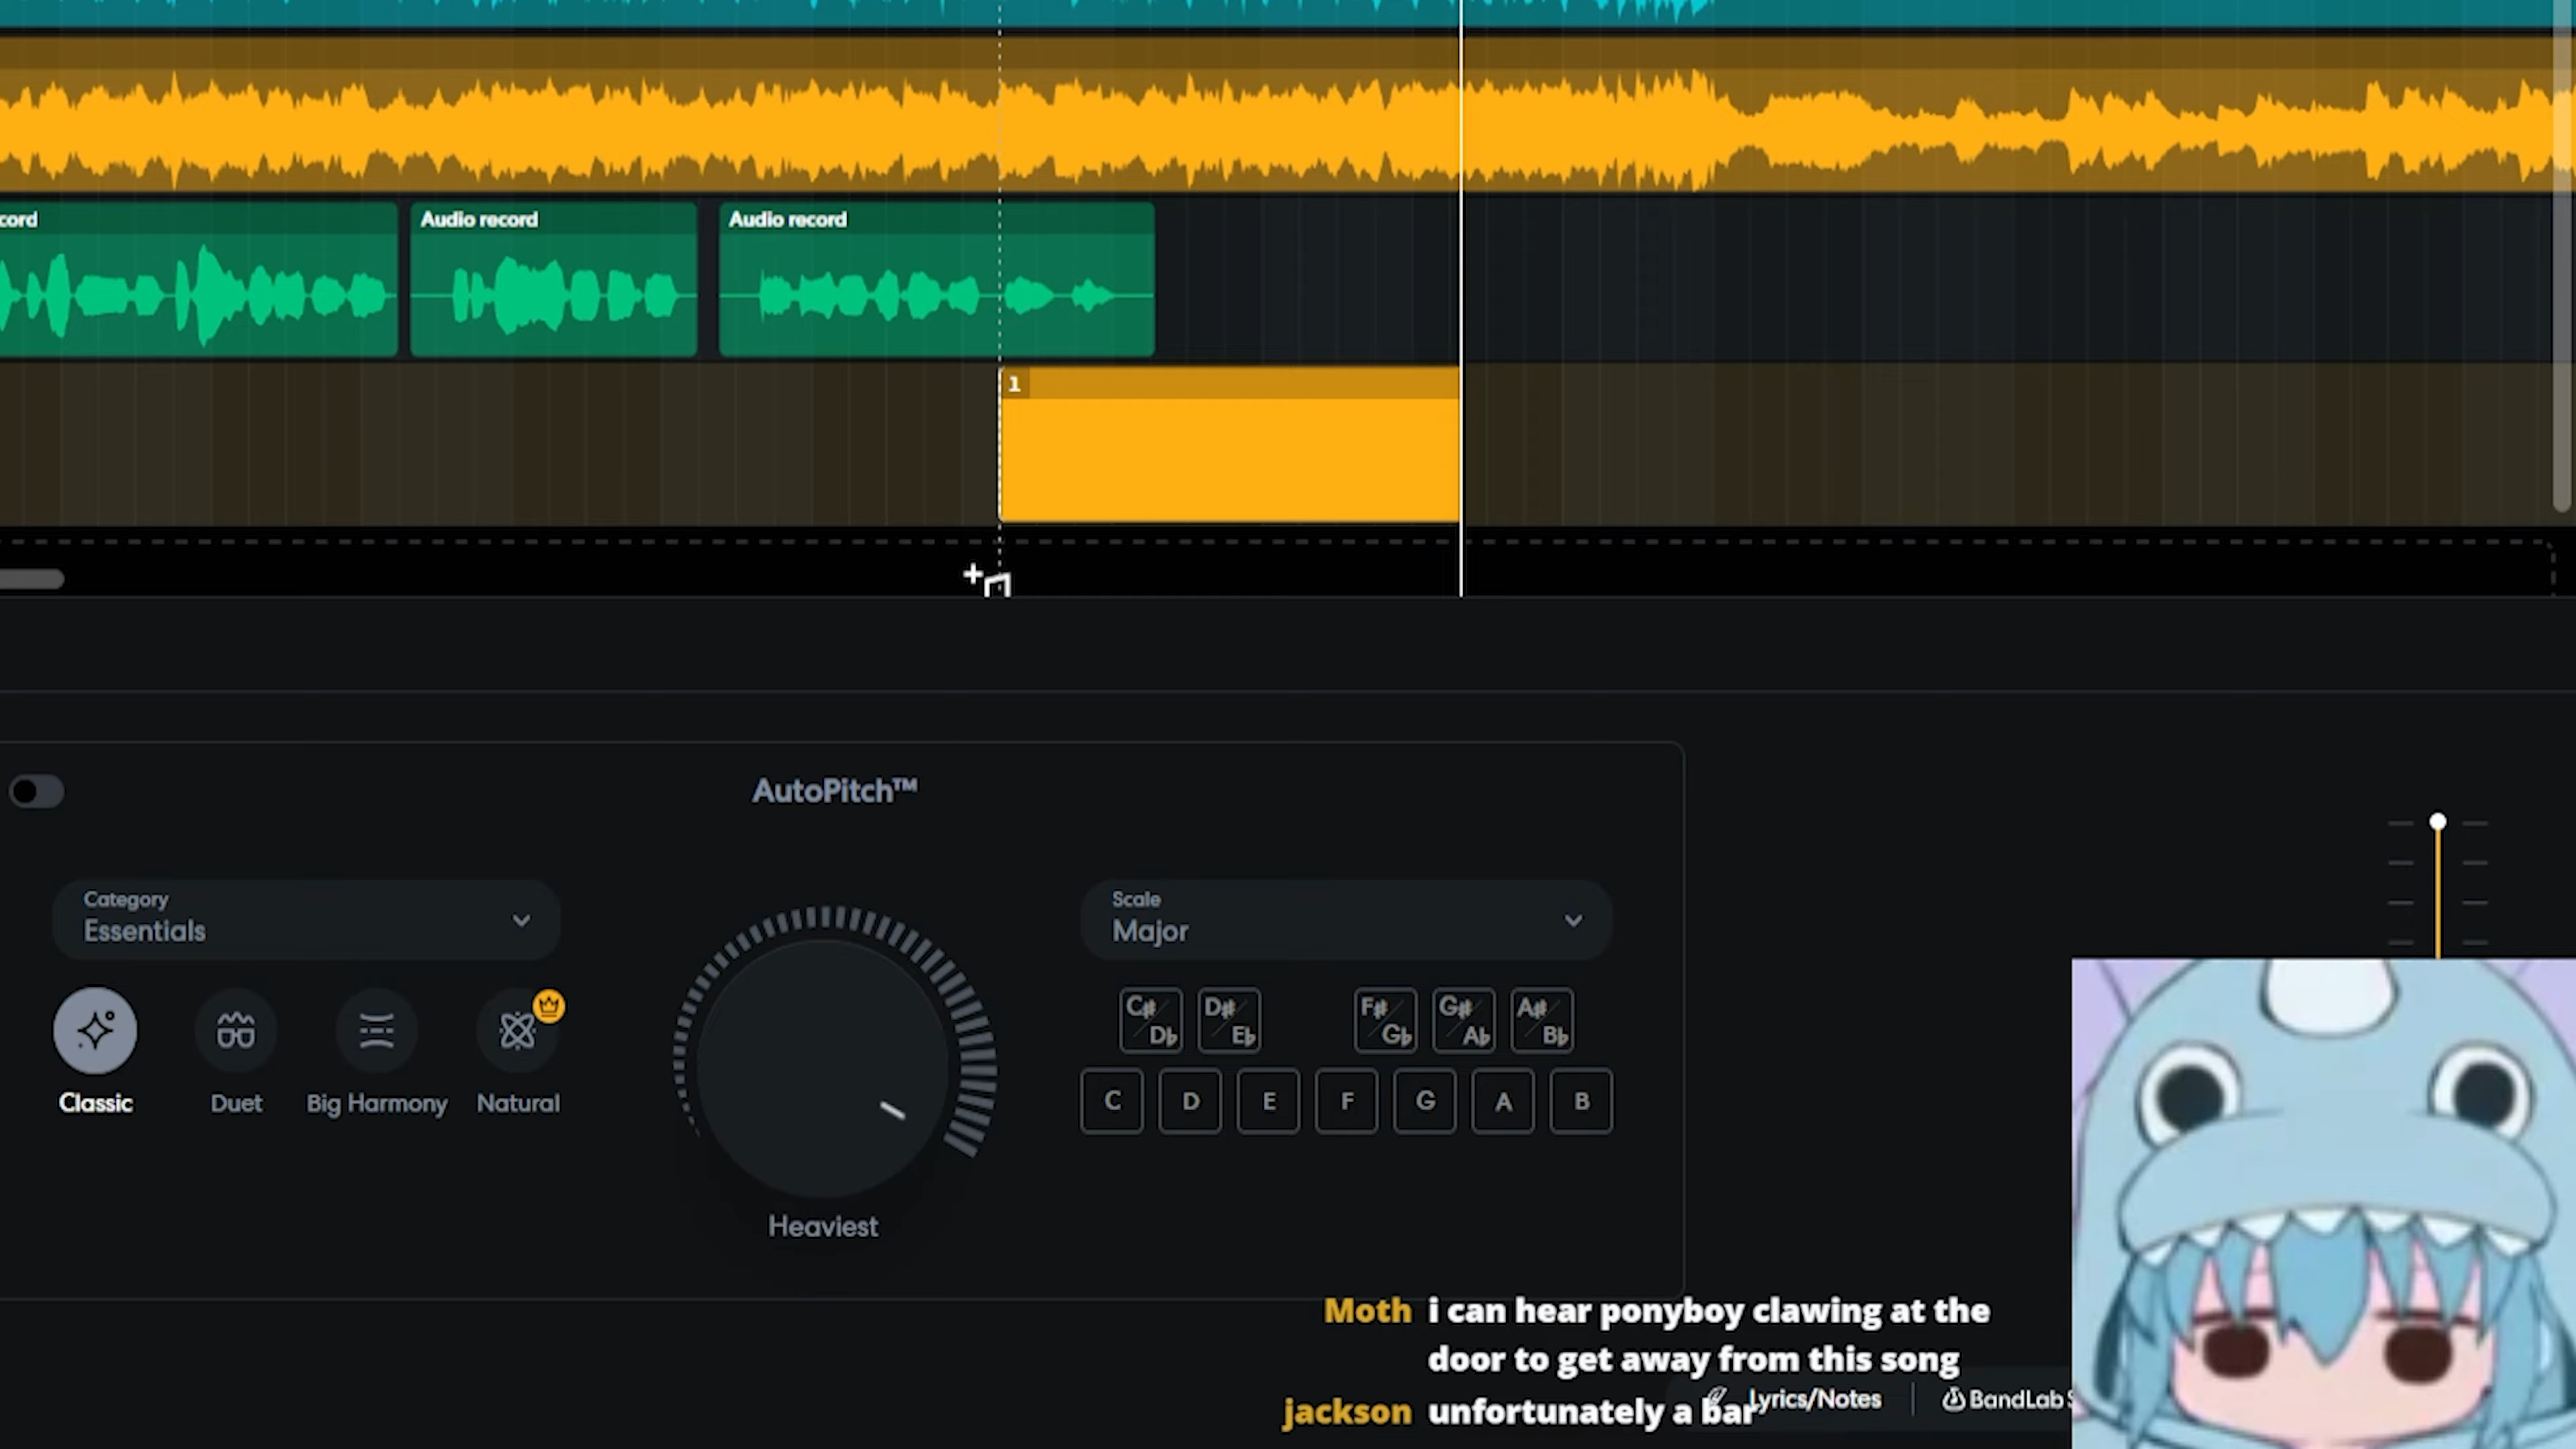 cord
Audio record
Audio record
1
AutoPitch™
Category
Essentials
Scale
Major
C# Db
D# Eb
F# Gb
G# Ab
A# Bb
C D E F G A B
Classic
Duet
Big Harmony
Natural
Heaviest
Moth i can hear ponyboy clawing at the
door to get away from this song
jackson unfortunately a bar
Lyrics/Notes
BandLab S